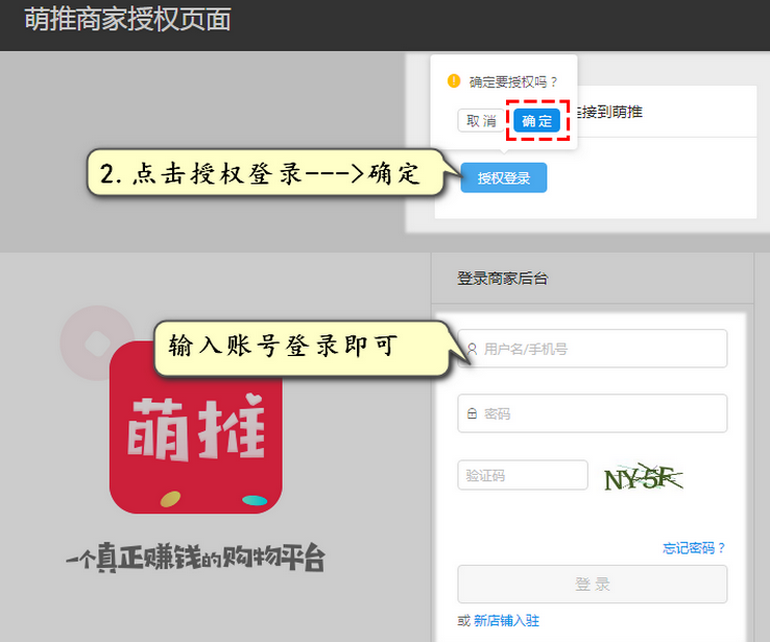 萌推商家授权页面
确定要授权吗？
取 消
确 定
连接到萌推
2. 点击授权登录--->确定
授权登录
登录商家后台
输入账号登录即可
用户名/手机号
密码
萌推
验证码
NY-5F
忘记密码？
一个真正赚钱的购物平台
登 录
或 新店铺入驻